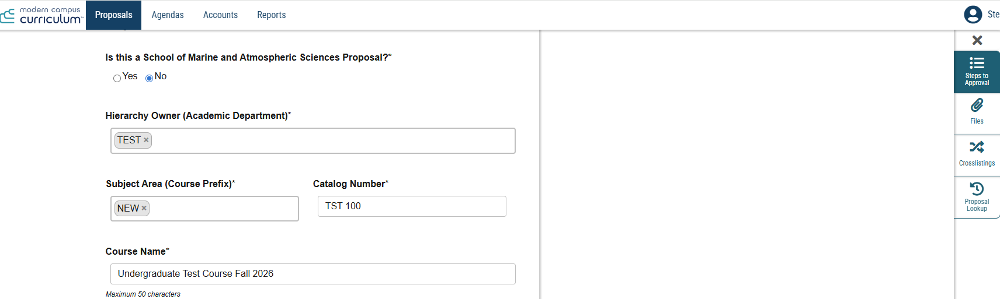 modern campus
curriculum™
Proposals
Agendas
Accounts
Reports
Ste
Is this a School of Marine and Atmospheric Sciences Proposal?*
Yes No
Hierarchy Owner (Academic Department)*
TEST ×
Subject Area (Course Prefix)* Catalog Number*
NEW × TST 100
Course Name*
Undergraduate Test Course Fall 2026
Maximum 50 characters
Steps to
Approval
Files
Crosslistings
Proposal
Lookup